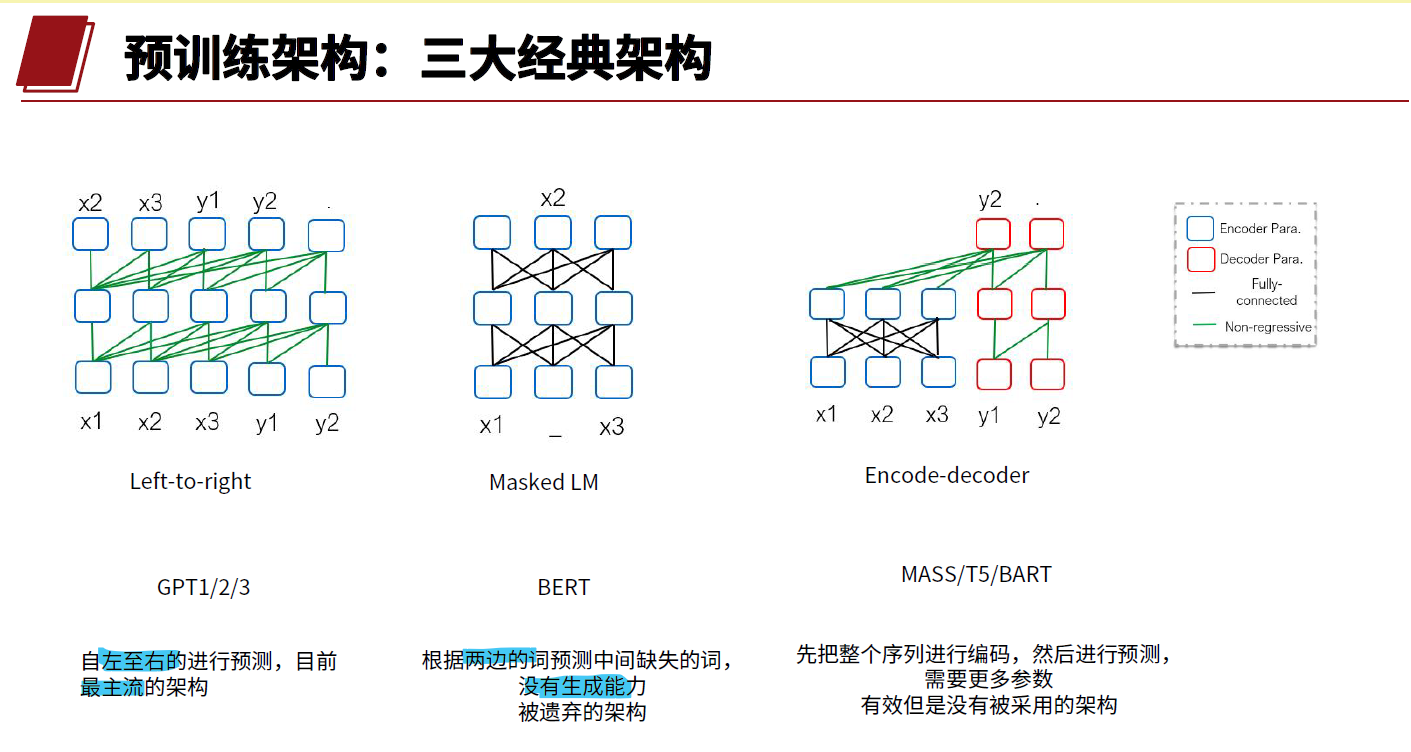 预训练架构：三大经典架构
x2 x3 y1 y2 .
x2
y2 .
Encoder Para.
Decoder Para.
Fully-
connected
Non-regressive
x1 x2 x3 y1 y2
x1 _ x3
x1 x2 x3 y1 y2
Left-to-right
Masked LM
Encode-decoder
GPT1/2/3
BERT
MASS/T5/BART
自左至右的进行预测，目前
最主流的架构
根据两边的词预测中间缺失的词，
没有生成能力
被遗弃的架构
先把整个序列进行编码，然后进行预测，
需要更多参数
有效但是没有被采用的架构